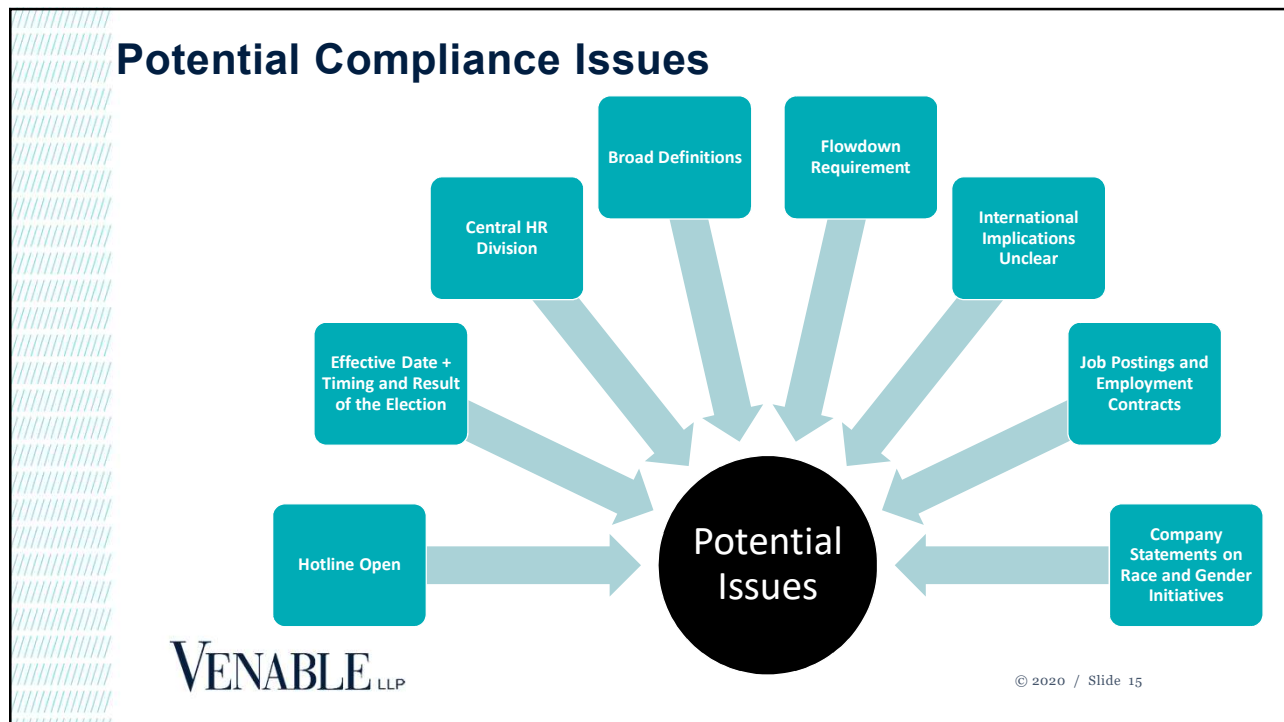 Potential Compliance Issues
Hotline Open
Effective Date +
Timing and Result
of the Election
Central HR
Division
Broad Definitions
Flowdown
Requirement
International
Implications
Unclear
Job Postings and
Employment
Contracts
Company
Statements on
Race and Gender
Initiatives
Potential
Issues
VENABLE LLP
© 2020 / Slide 15